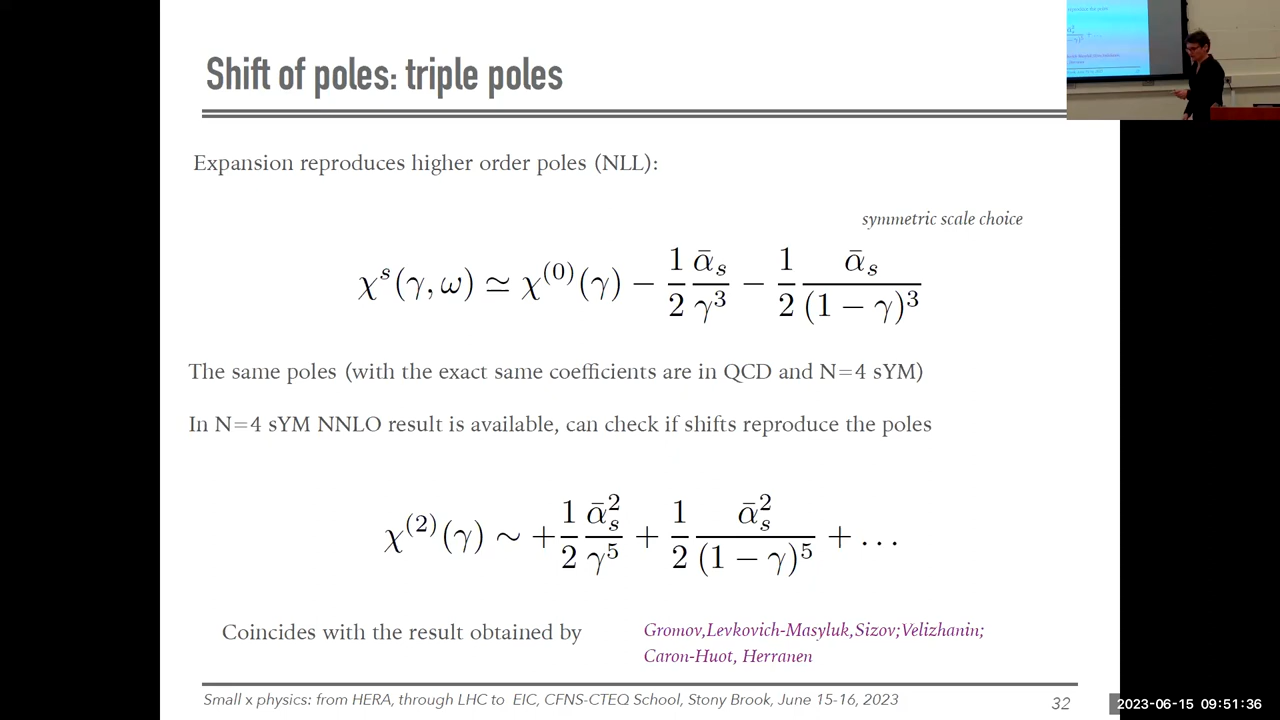 Shift of poles: triple poles
Expansion reproduces higher order poles (NLL):
symmetric scale choice
χ^s(γ, ω) ≃ χ^(0)(γ) − 1/2 ᾱ_s/γ^3 − 1/2 ᾱ_s/(1 − γ)^3
The same poles (with the exact same coefficients are in QCD and N=4 sYM)
In N=4 sYM NNLO result is available, can check if shifts reproduce the poles
χ^(2)(γ) ∼ +1/2 ᾱ_s^2/γ^5 + 1/2 ᾱ_s^2/(1 − γ)^5 + ...
Coincides with the result obtained by
Gromov,Levkovich-Masyluk,Sizov;Velizhanin;
Caron-Huot, Herranen
Small x physics: from HERA, through LHC to EIC, CFNS-CTEQ School, Stony Brook, June 15-16, 2023
32
2023-06-15 09:51:36